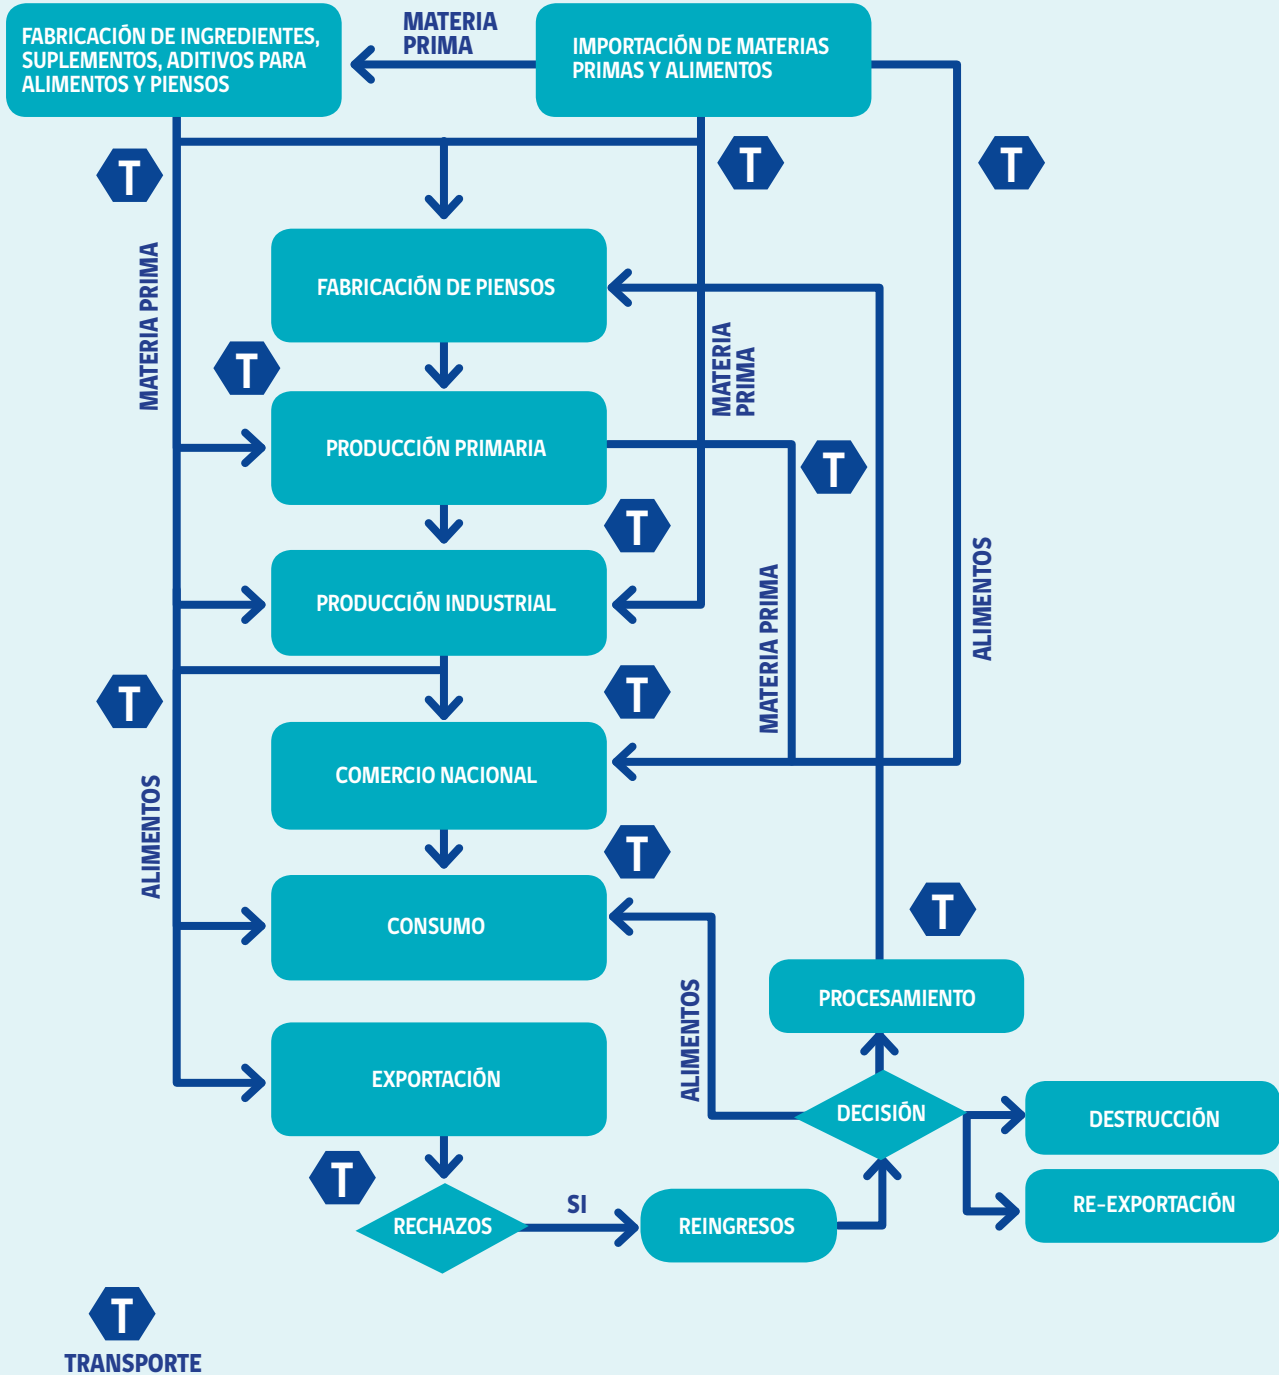 FABRICACIÓN DE INGREDIENTES,
SUPLEMENTOS, ADITIVOS PARA
ALIMENTOS Y PIENSOS
MATERIA
PRIMA
IMPORTACIÓN DE MATERIAS
PRIMAS Y ALIMENTOS
T
T
T
MATERIA PRIMA
FABRICACIÓN DE PIENSOS
MATERIA
PRIMA
T
PRODUCCIÓN PRIMARIA
T
T
PRODUCCIÓN INDUSTRIAL
MATERIA PRIMA
ALIMENTOS
T
T
COMERCIO NACIONAL
ALIMENTOS
T
CONSUMO
T
ALIMENTOS
PROCESAMIENTO
EXPORTACIÓN
DECISIÓN
DESTRUCCIÓN
T
RECHAZOS
SI
REINGRESOS
RE-EXPORTACIÓN
T
TRANSPORTE